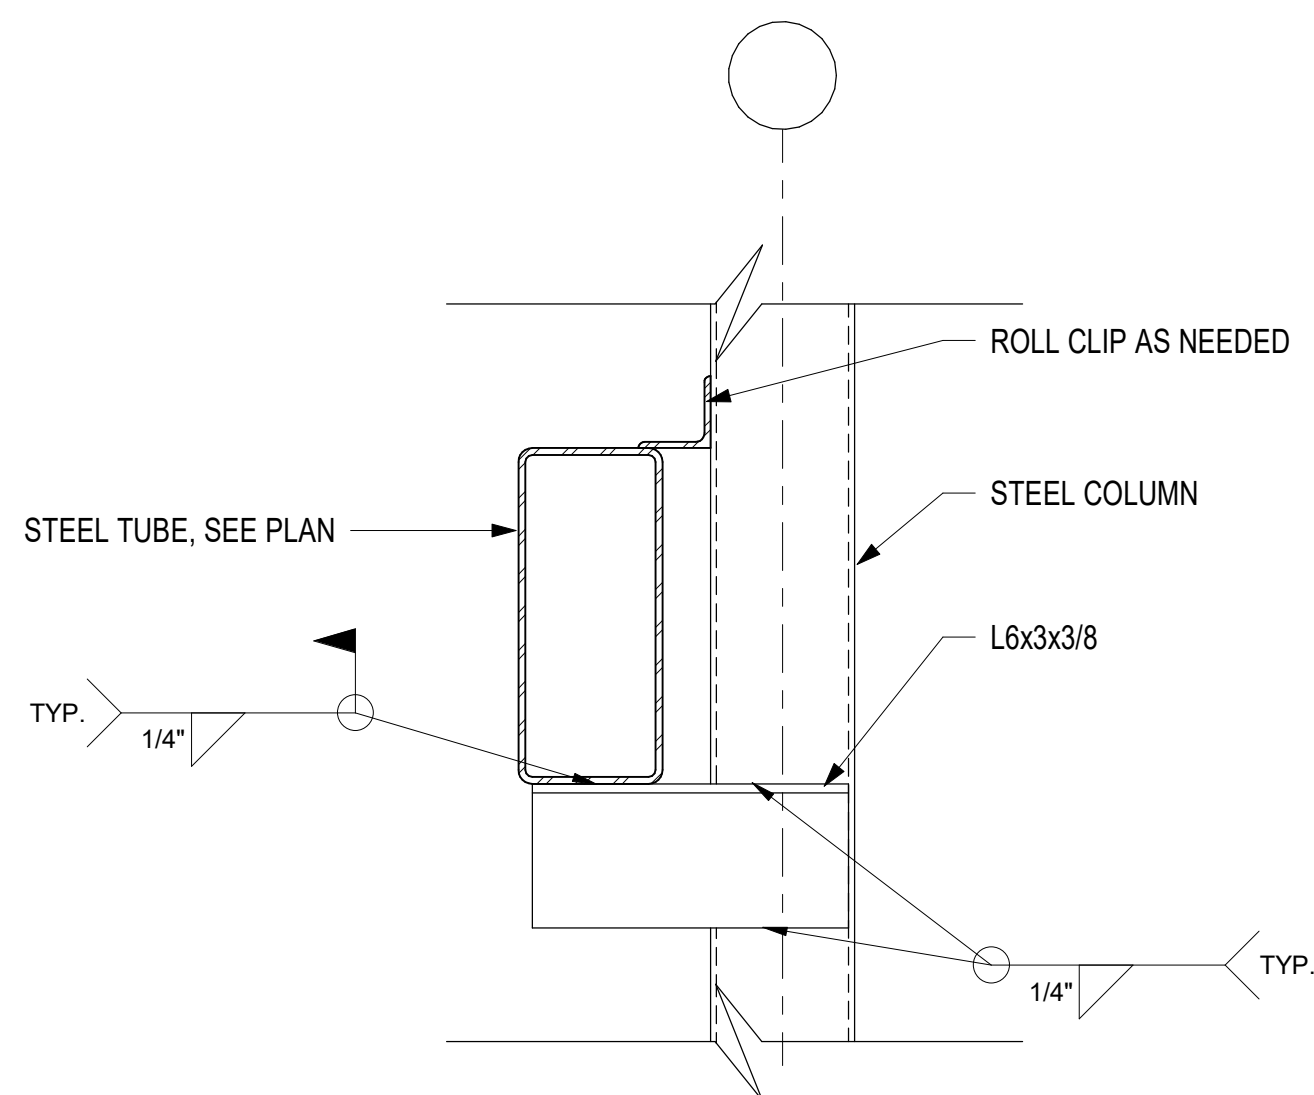 ROLL CLIP AS NEEDED
STEEL COLUMN
STEEL TUBE, SEE PLAN
L6x3x3/8
TYP.
1/4"
TYP.
1/4"